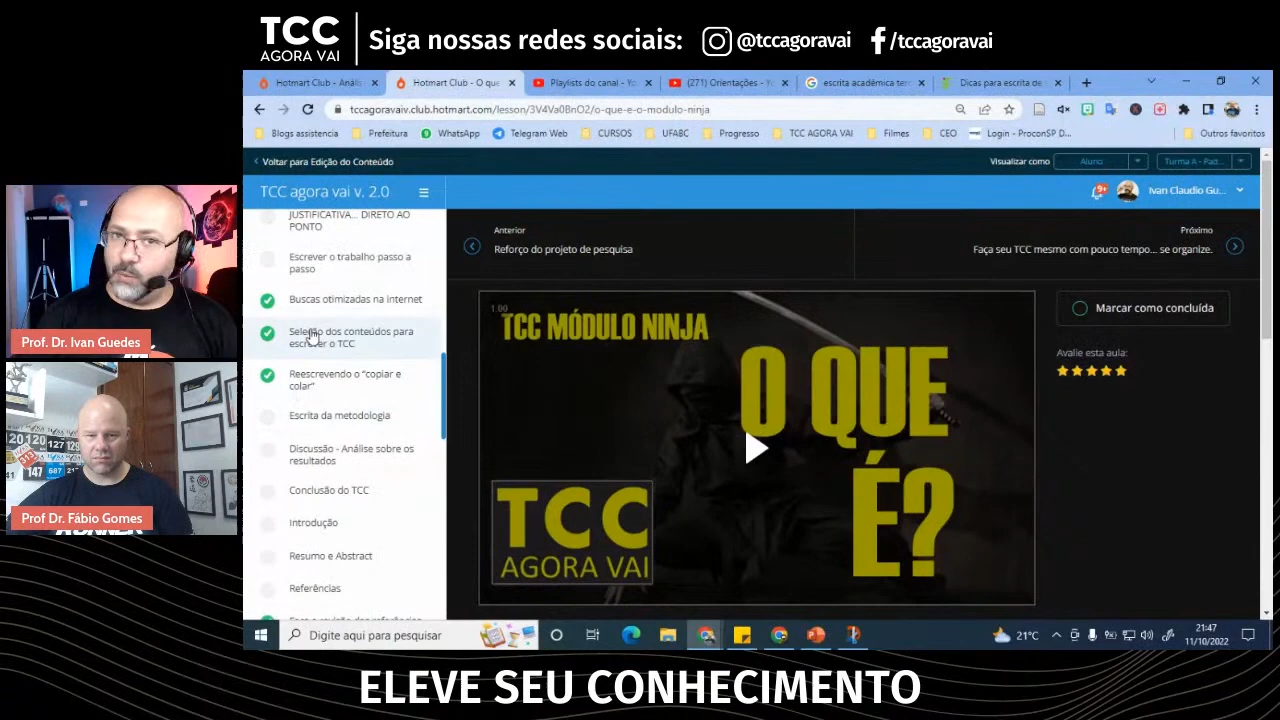 TCC
AGORA VAI
Siga nossas redes sociais:
@tccagoravai
/tccagoravai
Hotmart Club - Anális
Hotmart Club - O que
Playlists do canal - Yo
(271) Orientações - Y
escrita acadêmica ter
Dicas para escrita de
tccagoravaiv.club.hotmart.com/lesson/3V4Va0BnO2/o-que-e-o-modulo-ninja
Blogs assistencia
Prefeitura
WhatsApp
Telegram Web
CURSOS
UFABC
Progresso
TCC AGORA VAI
Filmes
CEO
Login - ProconSP D...
Outros favoritos
Voltar para Edição do Conteúdo
Visualizar como
Aluno
Turma A - Pad...
TCC agora vai v. 2.0
9+
Ivan Claudio Gu...
JUSTIFICATIVA... DIRETO AO
PONTO
Escrever o trabalho passo a
passo
Buscas otimizadas na internet
Seleção dos conteúdos para
escrever o TCC
Reescrevendo o "copiar e
colar"
Escrita da metodologia
Discussão - Análise sobre os
resultados
Conclusão do TCC
Introdução
Resumo e Abstract
Referências
Anterior
Reforço do projeto de pesquisa
Próximo
Faça seu TCC mesmo com pouco tempo... se organize.
1.00
TCC MÓDULO NINJA
O QUE
É?
TCC
AGORA VAI
Marcar como concluída
Avalie esta aula:
Prof. Dr. Ivan Guedes
Prof Dr. Fábio Gomes
Digite aqui para pesquisar
21°C
21:47
11/10/2022
ELEVE SEU CONHECIMENTO